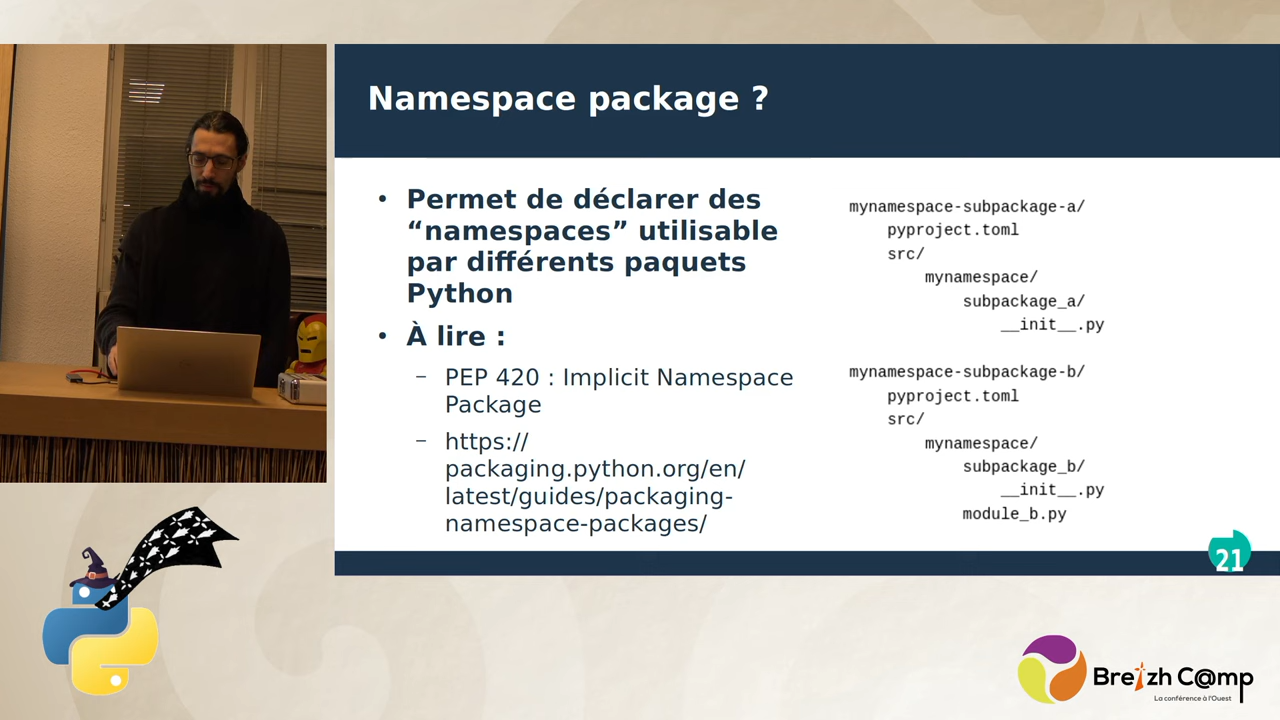 Namespace package ?
• Permet de déclarer des
“namespaces” utilisable
par différents paquets
Python
• À lire :
– PEP 420 : Implicit Namespace
Package
– https://
packaging.python.org/en/
latest/guides/packaging-
namespace-packages/
mynamespace-subpackage-a/
pyproject.toml
src/
mynamespace/
subpackage_a/
__init__.py
mynamespace-subpackage-b/
pyproject.toml
src/
mynamespace/
subpackage_b/
__init__.py
module_b.py
21
Breizh C@mp
La conférence à l'Ouest